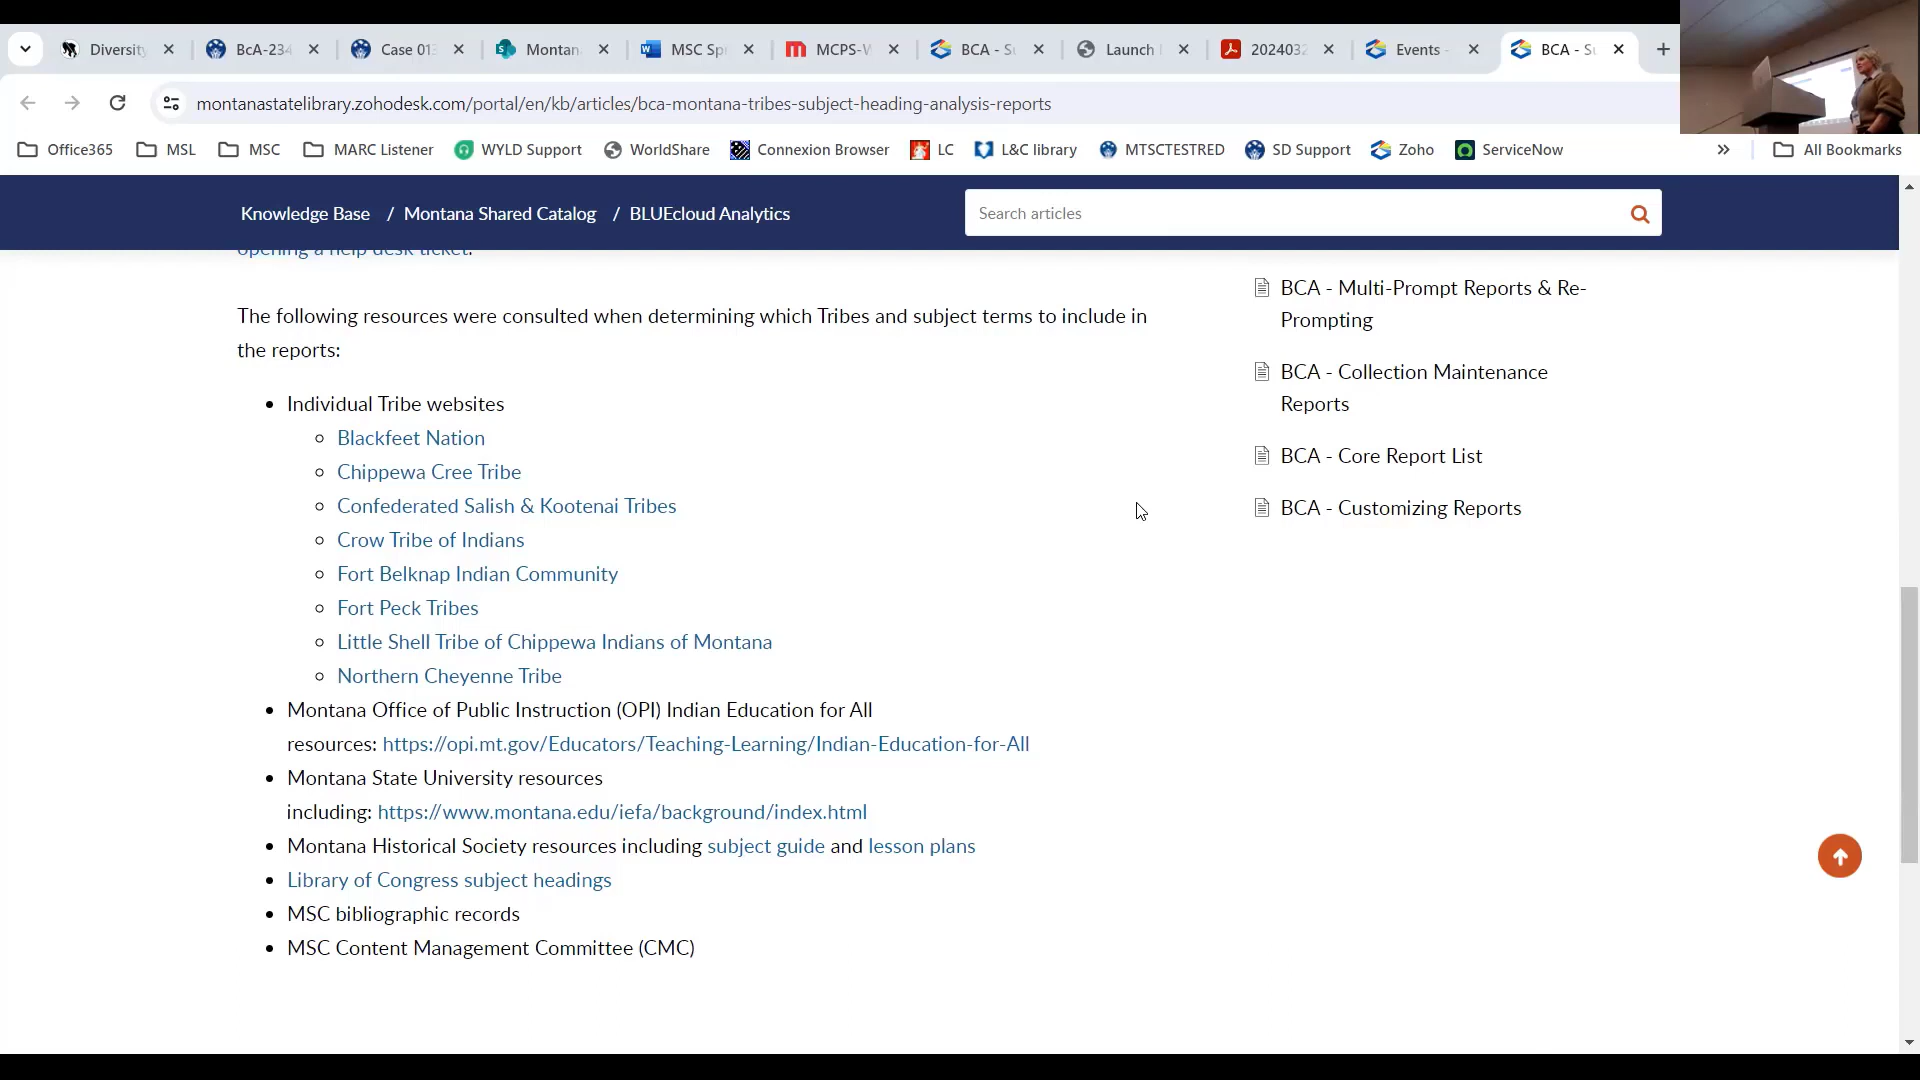 Diversity
BcA-234
Case 01
Montan
MSC Sp
MCPS-V
BCA - Su
Launch
2024032
Events -
BCA - Su
montanastatelibrary.zohodesk.com/portal/en/kb/articles/bca-montana-tribes-subject-heading-analysis-reports
Office365
MSL
MSC
MARC Listener
WYLD Support
WorldShare
Connexion Browser
LC
L&C library
MTSCTESTRED
SD Support
Zoho
ServiceNow
All Bookmarks
Knowledge Base / Montana Shared Catalog / BLUEcloud Analytics
Search articles
opening a help desk ticket.
The following resources were consulted when determining which Tribes and subject terms to include in
the reports:
Individual Tribe websites
Blackfeet Nation
Chippewa Cree Tribe
Confederated Salish & Kootenai Tribes
Crow Tribe of Indians
Fort Belknap Indian Community
Fort Peck Tribes
Little Shell Tribe of Chippewa Indians of Montana
Northern Cheyenne Tribe
Montana Office of Public Instruction (OPI) Indian Education for All
resources: https://opi.mt.gov/Educators/Teaching-Learning/Indian-Education-for-All
Montana State University resources
including: https://www.montana.edu/iefa/background/index.html
Montana Historical Society resources including subject guide and lesson plans
Library of Congress subject headings
MSC bibliographic records
MSC Content Management Committee (CMC)
BCA - Multi-Prompt Reports & Re-
Prompting
BCA - Collection Maintenance
Reports
BCA - Core Report List
BCA - Customizing Reports